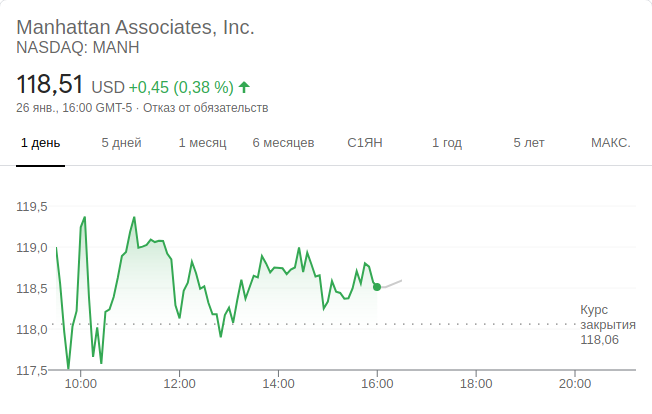 Manhattan Associates, Inc.
NASDAQ: MANH
118,51 USD +0,45 (0,38 %)
26 янв., 16:00 GMT-5 · Отказ от обязательств
1 день 5 дней 1 месяц 6 месяцев С1ЯН 1 год 5 лет МАКС.
119,5
119,0
118,5
118,0
117,5
Курс
закрытия
118,06
10:00 12:00 14:00 16:00 18:00 20:00